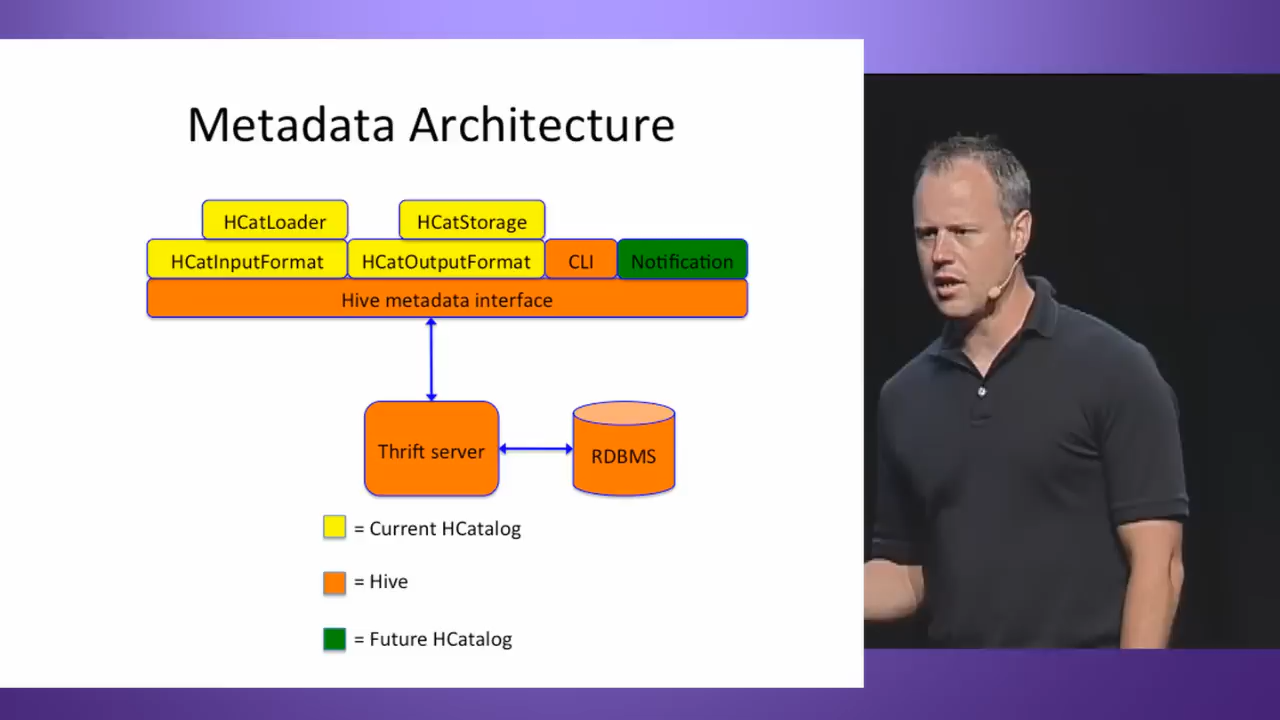 Metadata Architecture
HCatLoader
HCatStorage
HCatInputFormat
HCatOutputFormat
CLI
Notification
Hive metadata interface
Thrift server
RDBMS
= Current HCatalog
= Hive
= Future HCatalog